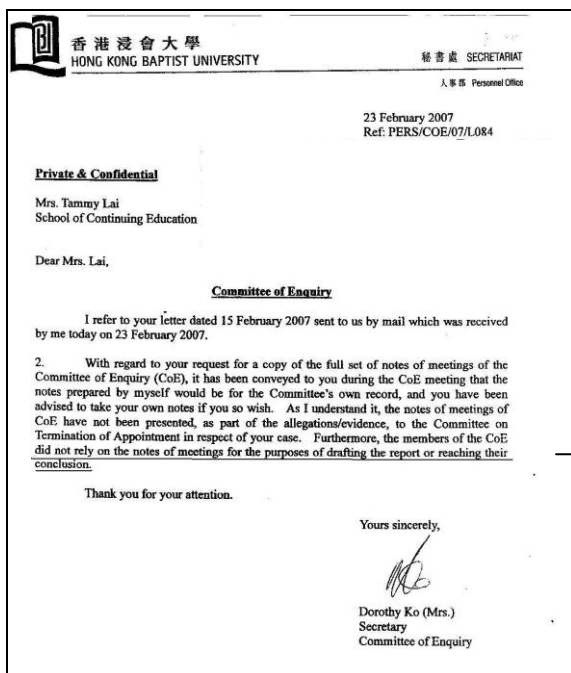 香港浸會大學
HONG KONG BAPTIST UNIVERSITY
秘書處 SECRETARIAT
人事部 Personnel Office
23 February 2007
Ref: PERS/COE/07/L084
Private & Confidential
Mrs. Tammy Lai
School of Continuing Education
Dear Mrs. Lai,
Committee of Enquiry
I refer to your letter dated 15 February 2007 sent to us by mail which was received
by me today on 23 February 2007.
2. With regard to your request for a copy of the full set of notes of meetings of the
Committee of Enquiry (CoE), it has been conveyed to you during the CoE meeting that the
notes prepared by myself would be for the Committee's own record, and you have been
advised to take your own notes if you so wish. As I understand it, the notes of meetings of
CoE have not been presented, as part of the allegations/evidence, to the Committee on
Termination of Appointment in respect of your case. Furthermore, the members of the CoE
did not rely on the notes of meetings for the purposes of drafting the report or reaching their
conclusion.
Thank you for your attention.
Yours sincerely,
Dorothy Ko (Mrs.)
Secretary
Committee of Enquiry